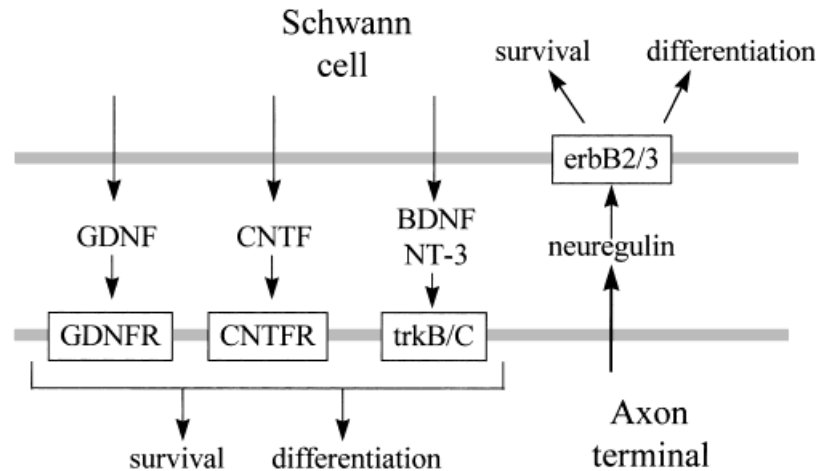 Schwann
cell
survival
differentiation
erbB2/3
GDNF
CNTF
BDNF
NT-3
neuregulin
GDNFR
CNTFR
trkB/C
Axon
terminal
survival
differentiation